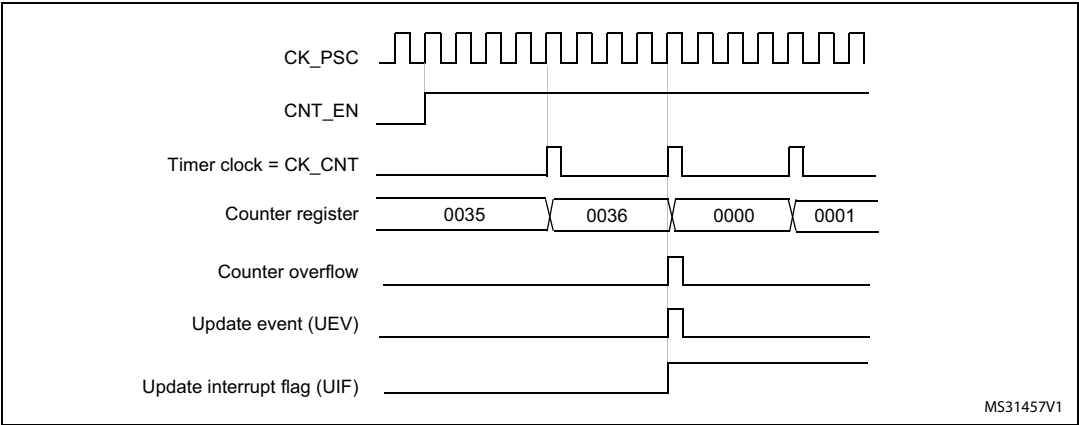 CK_PSC
CNT_EN
Timer clock = CK_CNT
Counter register 0035 0036 0000 0001
Counter overflow
Update event (UEV)
Update interrupt flag (UIF)
MS31457V1